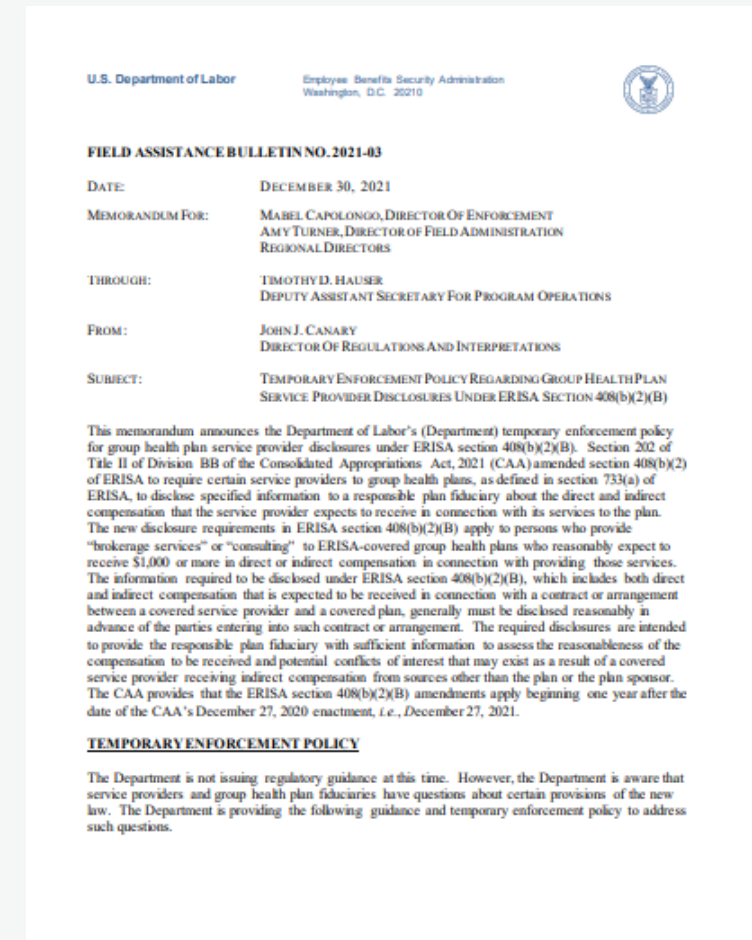 U.S. Department of Labor
Employee Benefits Security Administration
Washington, D.C. 20210
FIELD ASSISTANCE BULLETIN NO. 2021-03
DATE: DECEMBER 30, 2021
MEMORANDUM FOR: MABEL CAPOLONGO, DIRECTOR OF ENFORCEMENT
AMY TURNER, DIRECTOR OF FIELD ADMINISTRATION
REGIONAL DIRECTORS
THROUGH: TIMOTHY D. HAUSER
DEPUTY ASSISTANT SECRETARY FOR PROGRAM OPERATIONS
FROM: JOHN J. CANARY
DIRECTOR OF REGULATIONS AND INTERPRETATIONS
SUBJECT: TEMPORARY ENFORCEMENT POLICY REGARDING GROUP HEALTH PLAN
SERVICE PROVIDER DISCLOSURES UNDER ERISA SECTION 408(b)(2)(B)
This memorandum announces the Department of Labor's (Department) temporary enforcement policy
for group health plan service provider disclosures under ERISA section 408(b)(2)(B). Section 202 of
Title II of Division BB of the Consolidated Appropriations Act, 2021 (CAA) amended section 408(b)(2)
of ERISA to require certain service providers to group health plans, as defined in section 733(a) of
ERISA, to disclose specified information to a responsible plan fiduciary about the direct and indirect
compensation that the service provider expects to receive in connection with its services to the plan.
The new disclosure requirements in ERISA section 408(b)(2)(B) apply to persons who provide
“brokerage services” or “consulting” to ERISA-covered group health plans who reasonably expect to
receive $1,000 or more in direct or indirect compensation in connection with providing those services.
The information required to be disclosed under ERISA section 408(b)(2)(B), which includes both direct
and indirect compensation that is expected to be received in connection with a contract or arrangement
between a covered service provider and a covered plan, generally must be disclosed reasonably in
advance of the parties entering into such contract or arrangement. The required disclosures are intended
to provide the responsible plan fiduciary with sufficient information to assess the reasonableness of the
compensation to be received and potential conflicts of interest that may exist as a result of a covered
service provider receiving indirect compensation from sources other than the plan or the plan sponsor.
The CAA provides that the ERISA section 408(b)(2)(B) amendments apply beginning one year after the
date of the CAA's December 27, 2020 enactment, i.e., December 27, 2021.
TEMPORARY ENFORCEMENT POLICY
The Department is not issuing regulatory guidance at this time. However, the Department is aware that
service providers and group health plan fiduciaries have questions about certain provisions of the new
law. The Department is providing the following guidance and temporary enforcement policy to address
such questions.